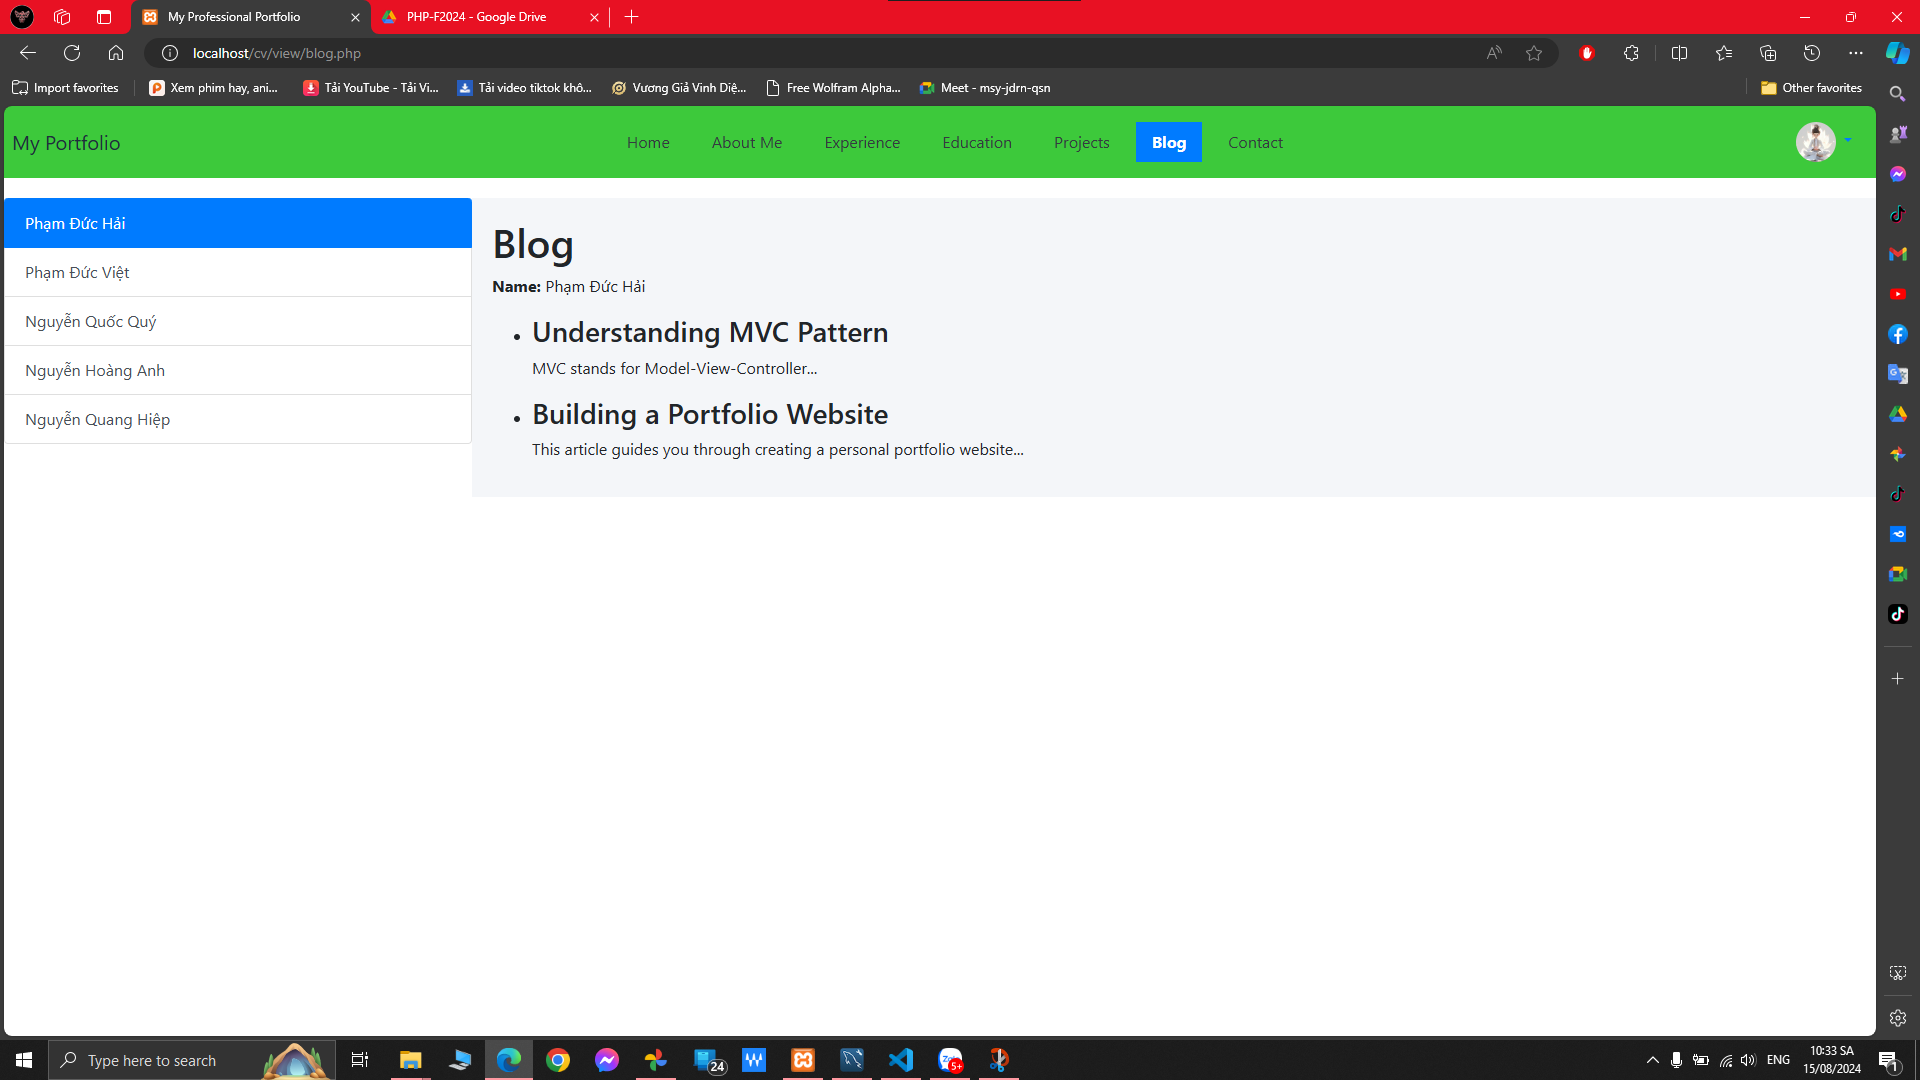 My Professional Portfolio
PHP-F2024 - Google Drive
localhost/cv/view/blog.php
Import favorites
Xem phim hay, ani...
Tải YouTube - Tải Vi...
Tải video tiktok khô...
Vương Giả Vinh Diệ...
Free Wolfram Alpha...
Meet - msy-jdrn-qsn
Other favorites
My Portfolio
Home
About Me
Experience
Education
Projects
Blog
Contact
Phạm Đức Hải
Phạm Đức Việt
Nguyễn Quốc Quý
Nguyễn Hoàng Anh
Nguyễn Quang Hiệp
Blog
Name: Phạm Đức Hải
Understanding MVC Pattern
MVC stands for Model-View-Controller...
Building a Portfolio Website
This article guides you through creating a personal portfolio website...
Type here to search
24
5+
ENG
10:33 SA
15/08/2024
1